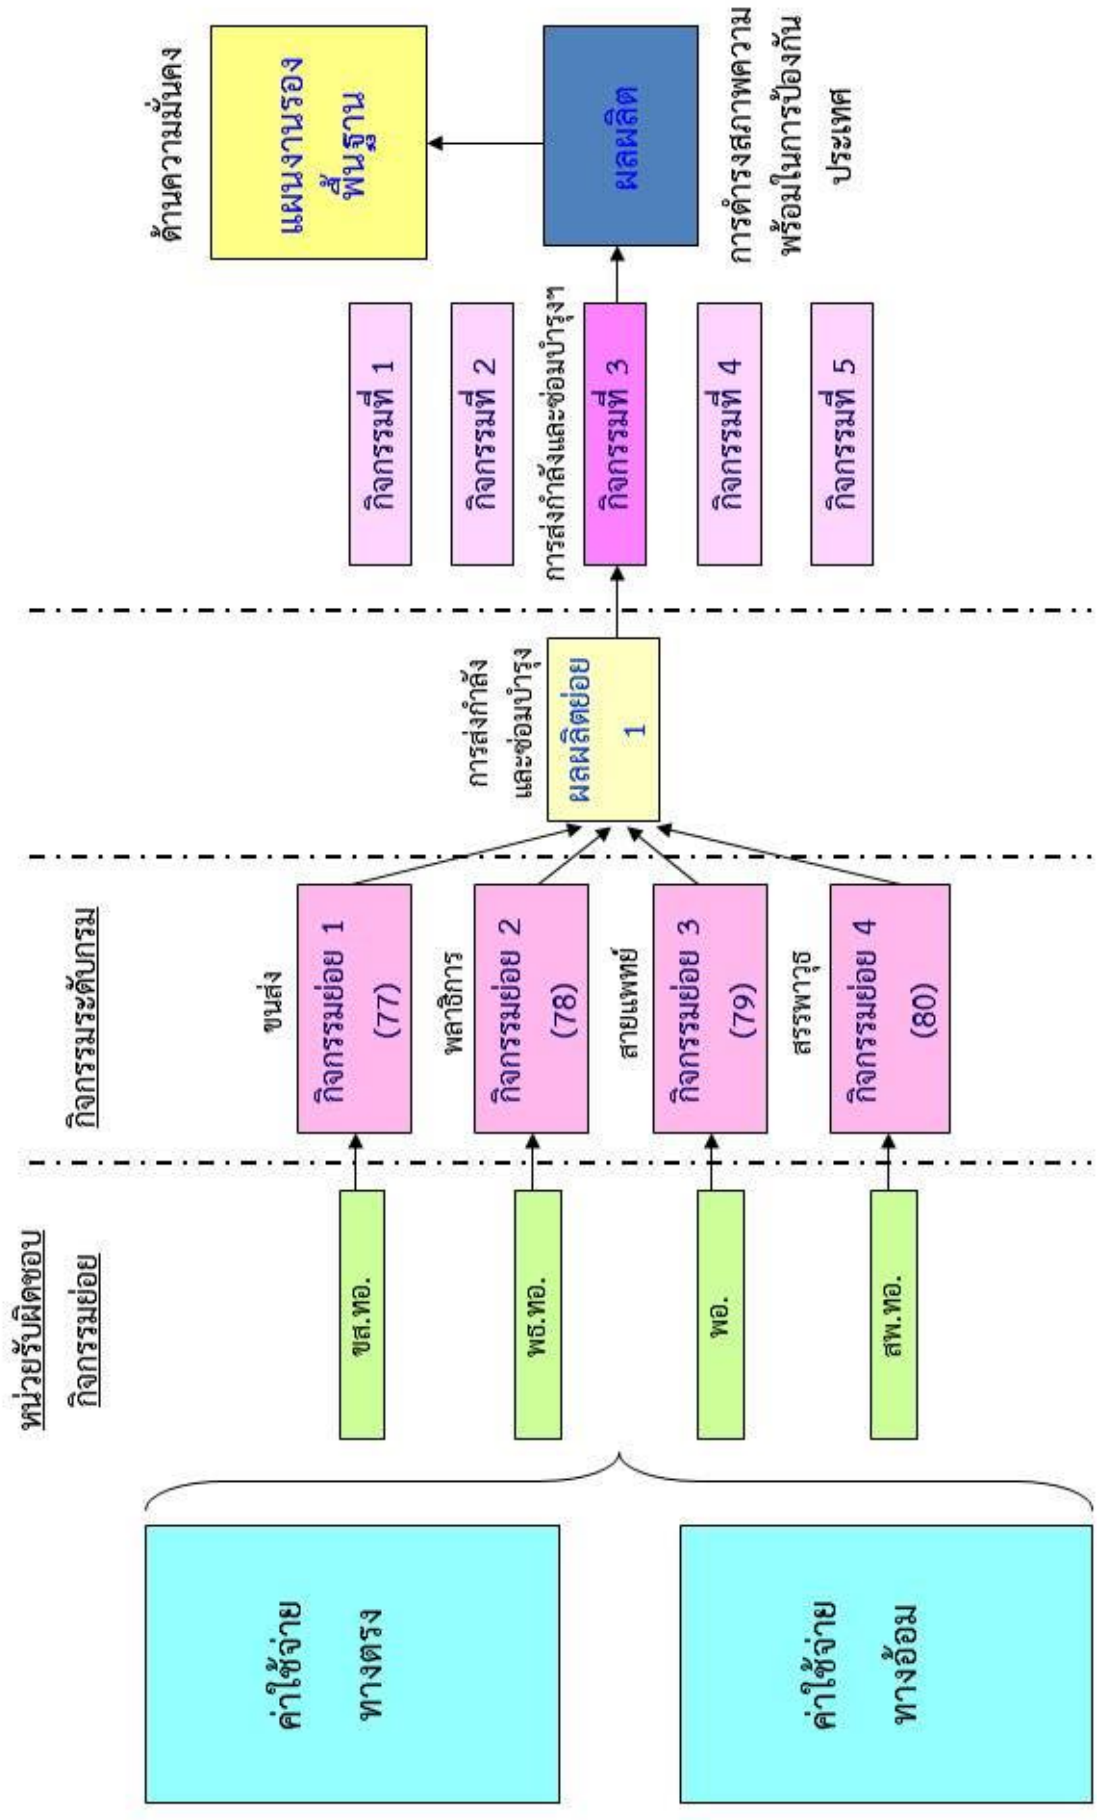 หน่วยรับผิดชอบ
กิจกรรมย่อย
กิจกรรมระดับกรม
ค่าใช้จ่าย
ทางตรง
ค่าใช้จ่าย
ทางอ้อม
ขส.ทอ.
พธ.ทอ.
พอ.
สพ.ทอ.
ขนส่ง
กิจกรรมย่อย 1
(77)
พลาธิการ
กิจกรรมย่อย 2
(78)
สายแพทย์
กิจกรรมย่อย 3
(79)
สรรพาวุธ
กิจกรรมย่อย 4
(80)
การส่งกำลัง
และซ่อมบำรุง
ผลผลิตย่อย
1
กิจกรรมที่ 1
กิจกรรมที่ 2
การส่งกำลังและซ่อมบำรุงฯ
กิจกรรมที่ 3
กิจกรรมที่ 4
กิจกรรมที่ 5
ด้านความมั่นคง
แผนงานรอง
พื้นฐาน
ผลผลิต
การดำรงสภาพความ
พร้อมในการป้องกัน
ประเทศ